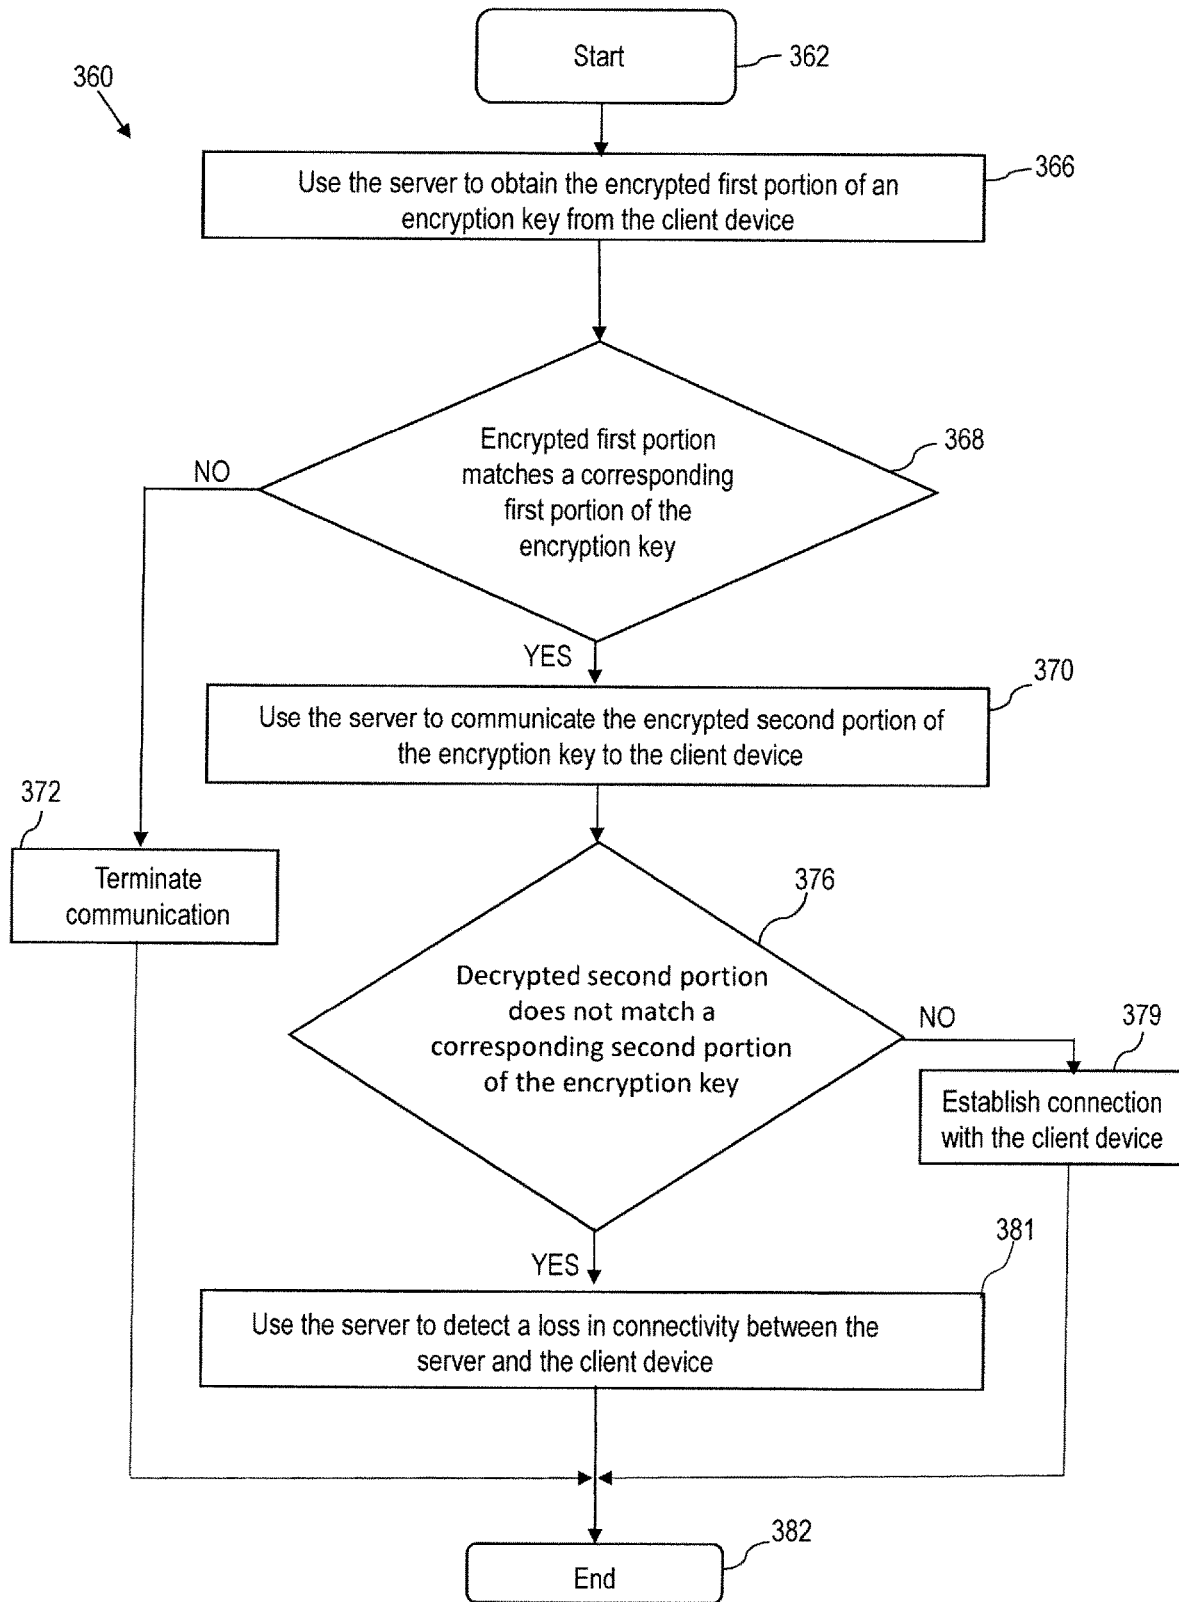 Start
362
360
Use the server to obtain the encrypted first portion of an
encryption key from the client device
366
Encrypted first portion
matches a corresponding
first portion of the
encryption key
368
NO
YES
370
Use the server to communicate the encrypted second portion of
the encryption key to the client device
372
Terminate
communication
376
Decrypted second portion
does not match a
corresponding second portion
of the encryption key
NO
379
Establish connection
with the client device
YES
381
Use the server to detect a loss in connectivity between the
server and the client device
382
End